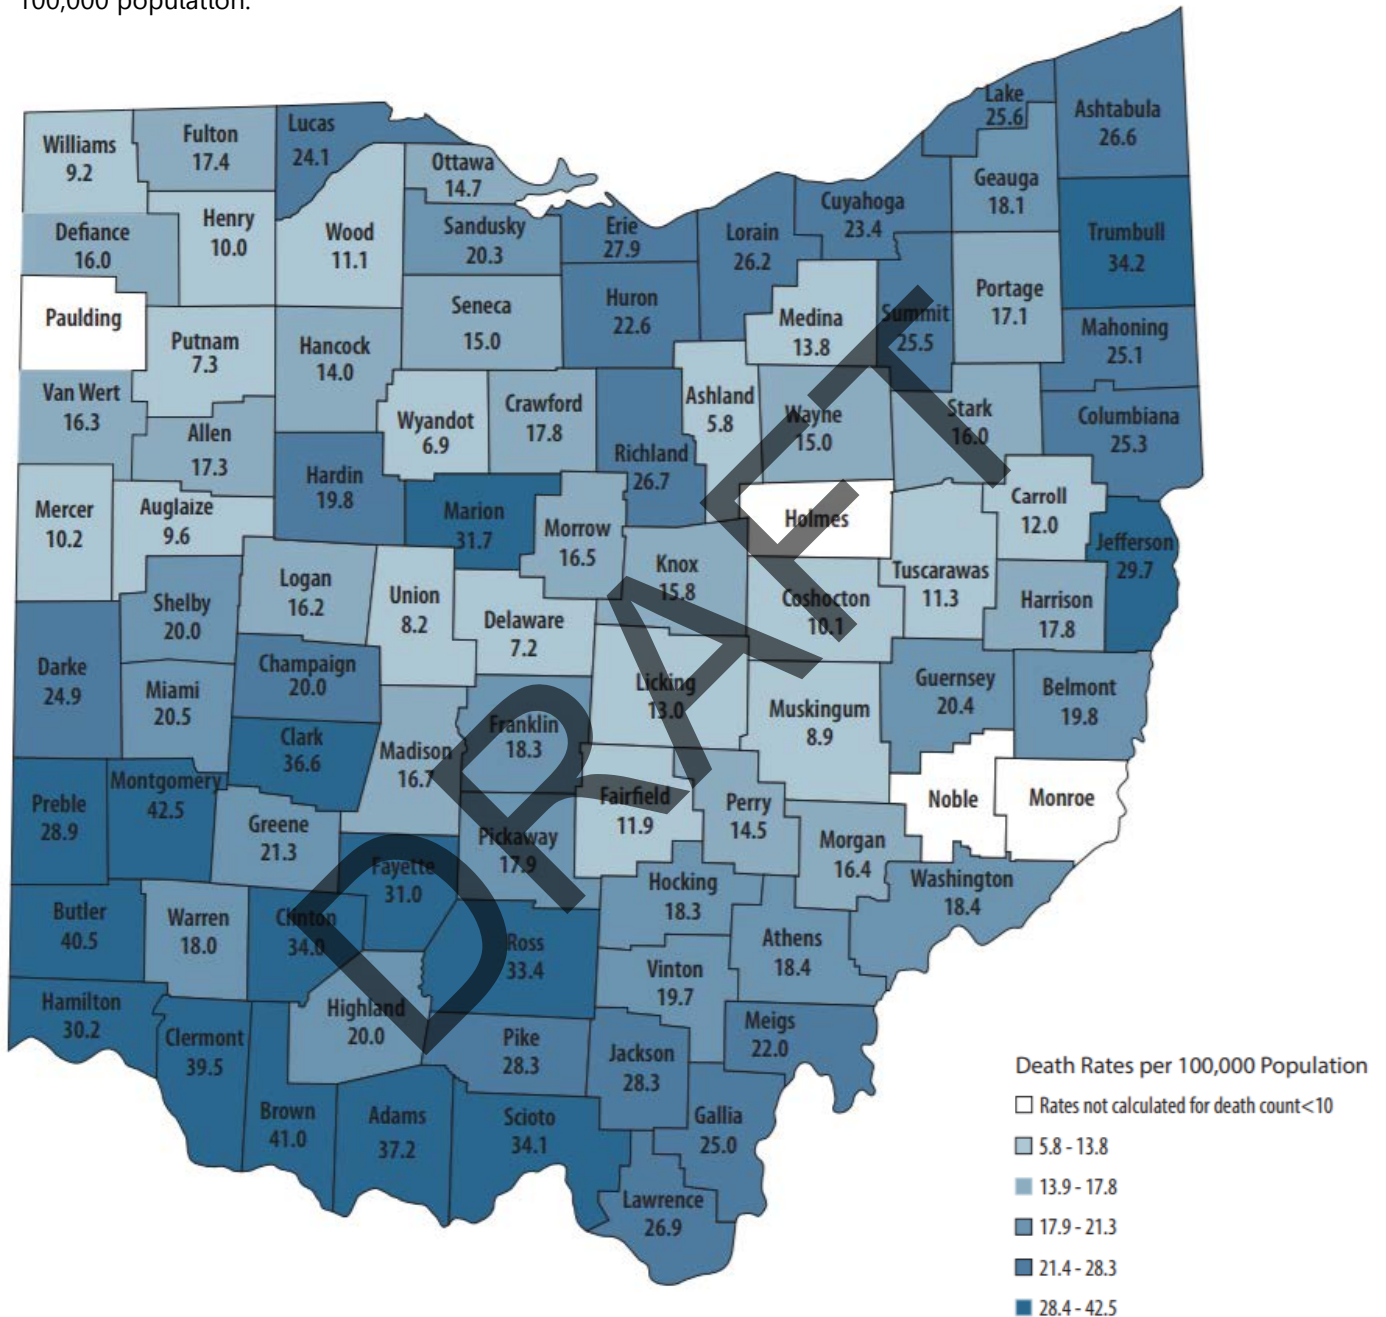 100,000 population.
Lake
25.6
Ashtabula
26.6
Williams
9.2
Fulton
17.4
Lucas
24.1
Ottawa
14.7
Geauga
18.1
Cuyahoga
23.4
Defiance
16.0
Henry
10.0
Wood
11.1
Sandusky
20.3
Erie
27.9
Lorain
26.2
Trumbull
34.2
Paulding
Putnam
7.3
Hancock
14.0
Seneca
15.0
Huron
22.6
Medina
13.8
Summit
25.5
Portage
17.1
Mahoning
25.1
Van Wert
16.3
Allen
17.3
Wyandot
6.9
Crawford
17.8
Richland
26.7
Ashland
5.8
Wayne
15.0
Stark
16.0
Columbiana
25.3
Mercer
10.2
Auglaize
9.6
Hardin
19.8
Marion
31.7
Morrow
16.5
Holmes
Carroll
12.0
Jefferson
29.7
Shelby
20.0
Logan
16.2
Union
8.2
Delaware
7.2
Knox
15.8
Coshocton
10.1
Tuscarawas
11.3
Harrison
17.8
Darke
24.9
Miami
20.5
Champaign
20.0
Licking
13.0
Muskingum
8.9
Guernsey
20.4
Belmont
19.8
Clark
36.6
Madison
16.7
Franklin
18.3
Preble
28.9
Montgomery
42.5
Greene
21.3
Fayette
31.0
Pickaway
17.9
Fairfield
11.9
Perry
14.5
Morgan
16.4
Noble
Monroe
Butler
40.5
Warren
18.0
Clinton
34.0
Ross
33.4
Hocking
18.3
Athens
18.4
Washington
18.4
Hamilton
30.2
Clermont
39.5
Highland
20.0
Pike
28.3
Vinton
19.7
Jackson
28.3
Meigs
22.0
Brown
41.0
Adams
37.2
Scioto
34.1
Gallia
25.0
Lawrence
26.9
DRAFT
Death Rates per 100,000 Population
Rates not calculated for death count<10
5.8 - 13.8
13.9 - 17.8
17.9 - 21.3
21.4 - 28.3
28.4 - 42.5